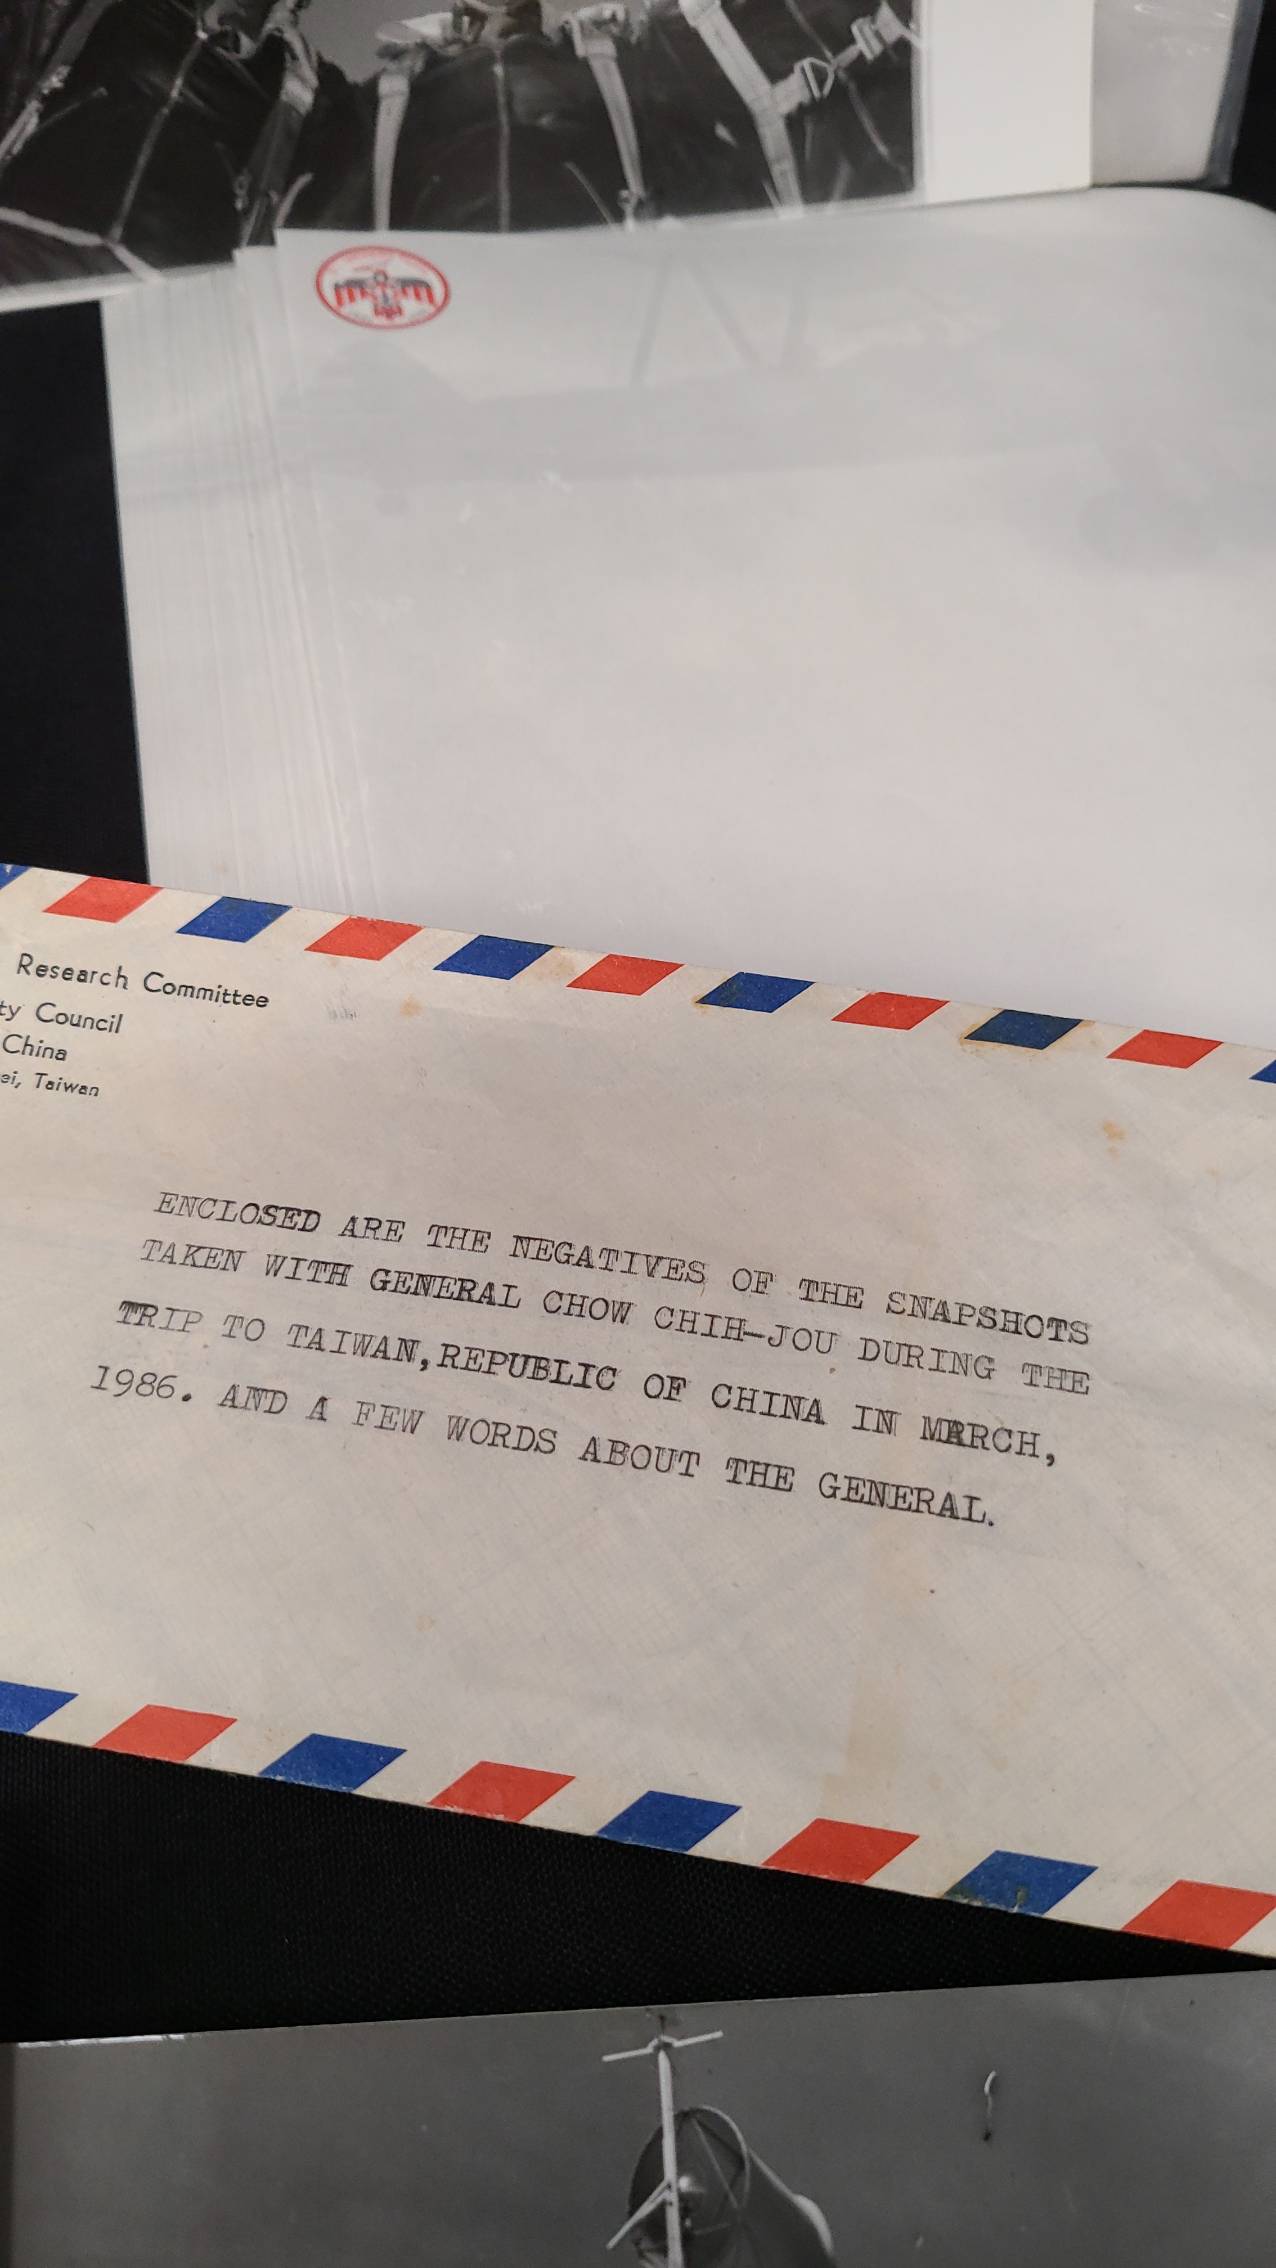 Research Committee
ty Council
China
ei, Taiwan
ENCLOSED ARE THE NEGATIVES OF THE SNAPSHOTS
TAKEN WITH GENERAL CHOW CHIH-JOU DURING THE
TRIP TO TAIWAN,REPUBLIC OF CHINA IN MARCH,
1986. AND A FEW WORDS ABOUT THE GENERAL.